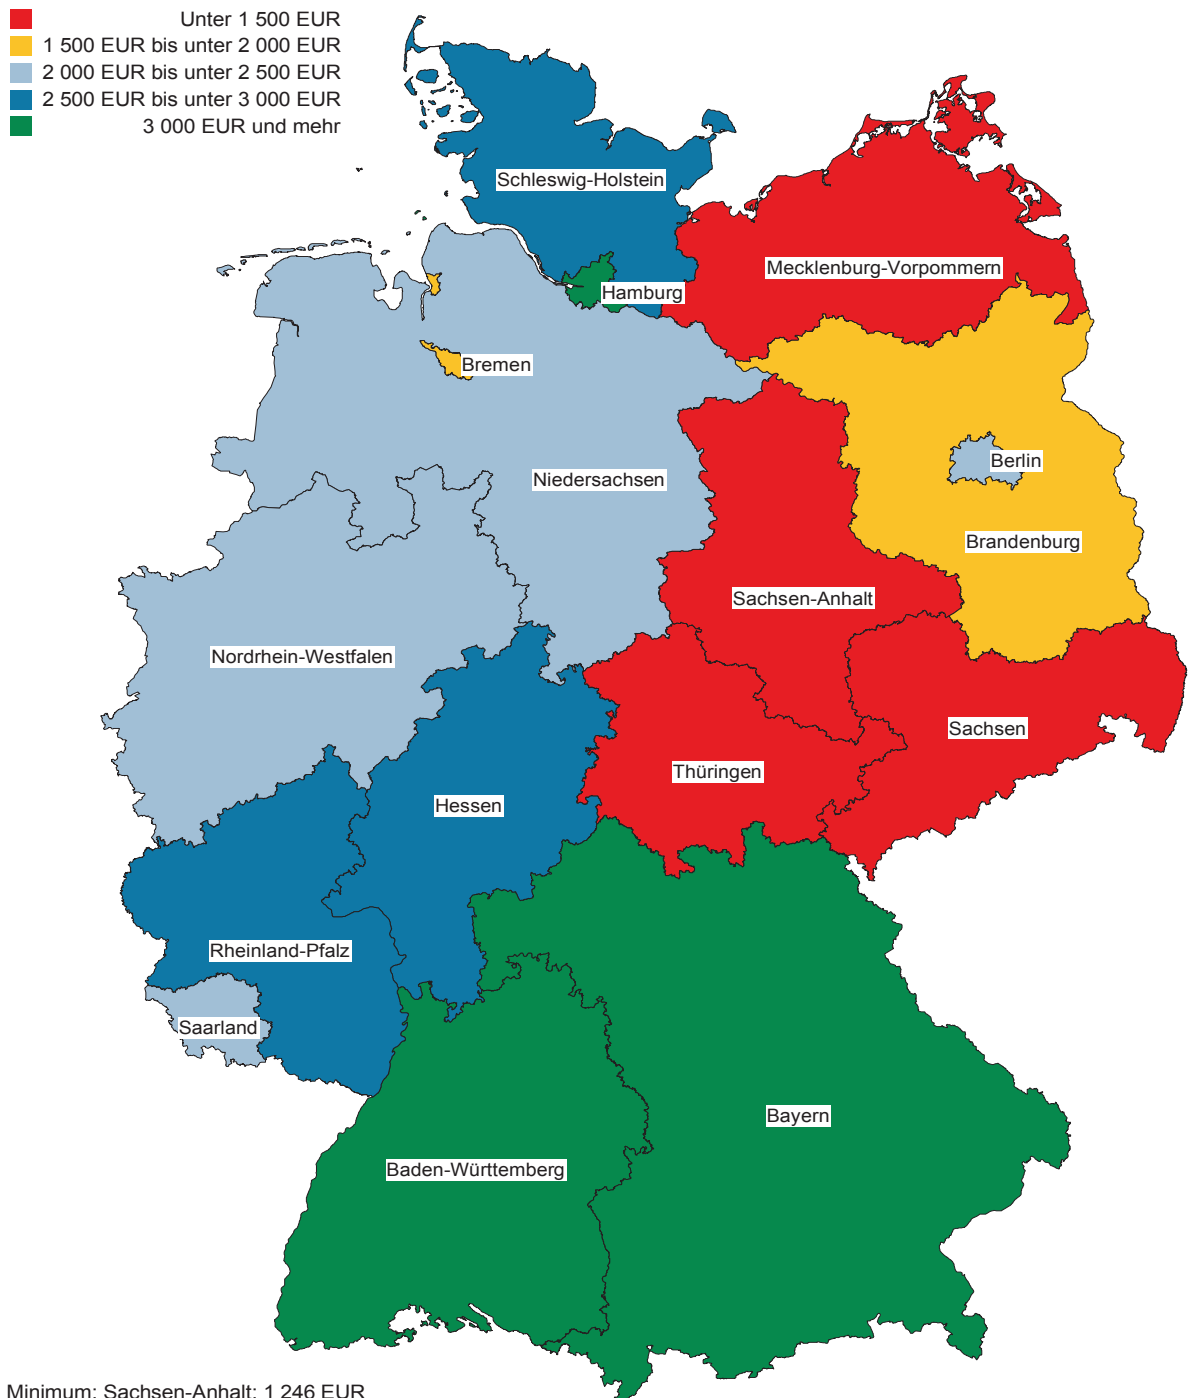 Unter 1 500 EUR
1 500 EUR bis unter 2 000 EUR
2 000 EUR bis unter 2 500 EUR
2 500 EUR bis unter 3 000 EUR
3 000 EUR und mehr
Schleswig-Holstein
Mecklenburg-Vorpommern
Hamburg
Bremen
Berlin
Niedersachsen
Brandenburg
Sachsen-Anhalt
Nordrhein-Westfalen
Sachsen
Thüringen
Hessen
Rheinland-Pfalz
Saarland
Bayern
Baden-Württemberg
Minimum: Sachsen-Anhalt: 1 246 EUR